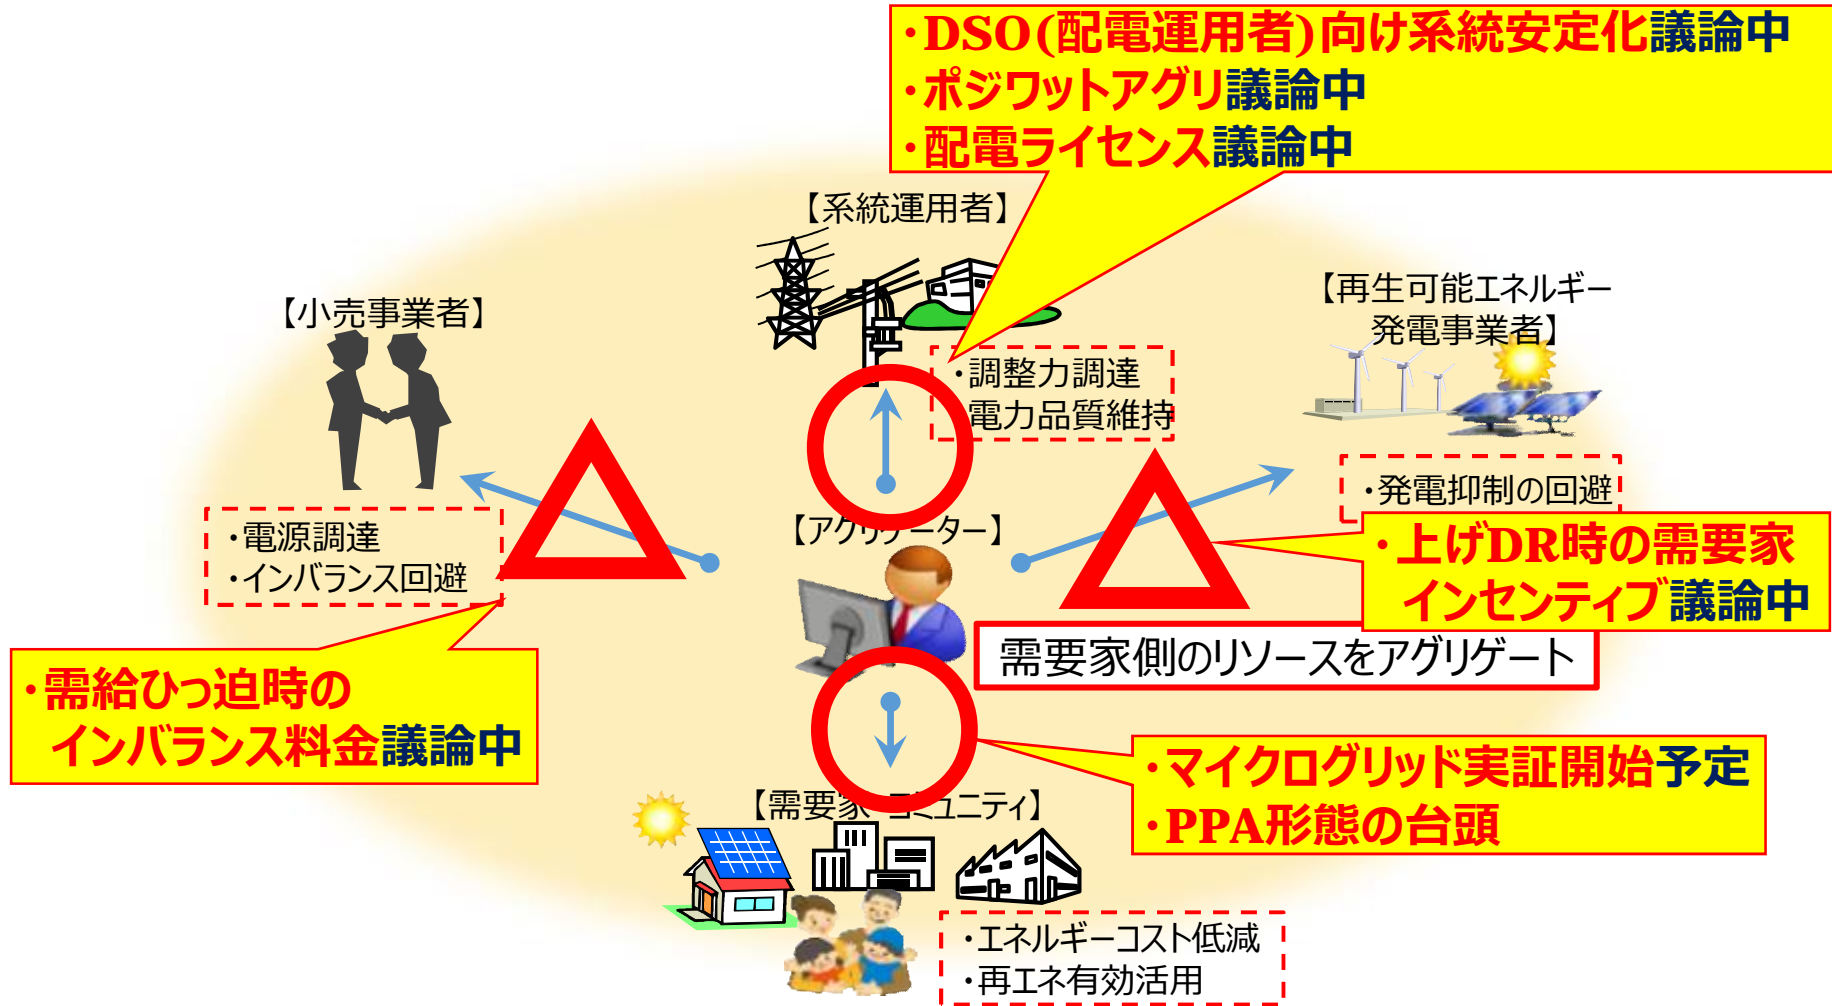 ・DSO(配電運用者)向け系統安定化議論中
・ポジワットアグリ議論中
・配電ライセンス議論中
【系統運用者】
【小売事業者】
【再生可能エネルギー
発電事業者】
・調整力調達
電力品質維持
・電源調達
・インバランス回避
・発電抑制の回避
【アグリゲーター】
・上げDR時の需要家
インセンティブ議論中
需要家側のリソースをアグリゲート
・需給ひっ迫時の
インバランス料金議論中
・マイクログリッド実証開始予定
・PPA形態の台頭
【需要家 コミュニティ】
・エネルギーコスト低減
・再エネ有効活用